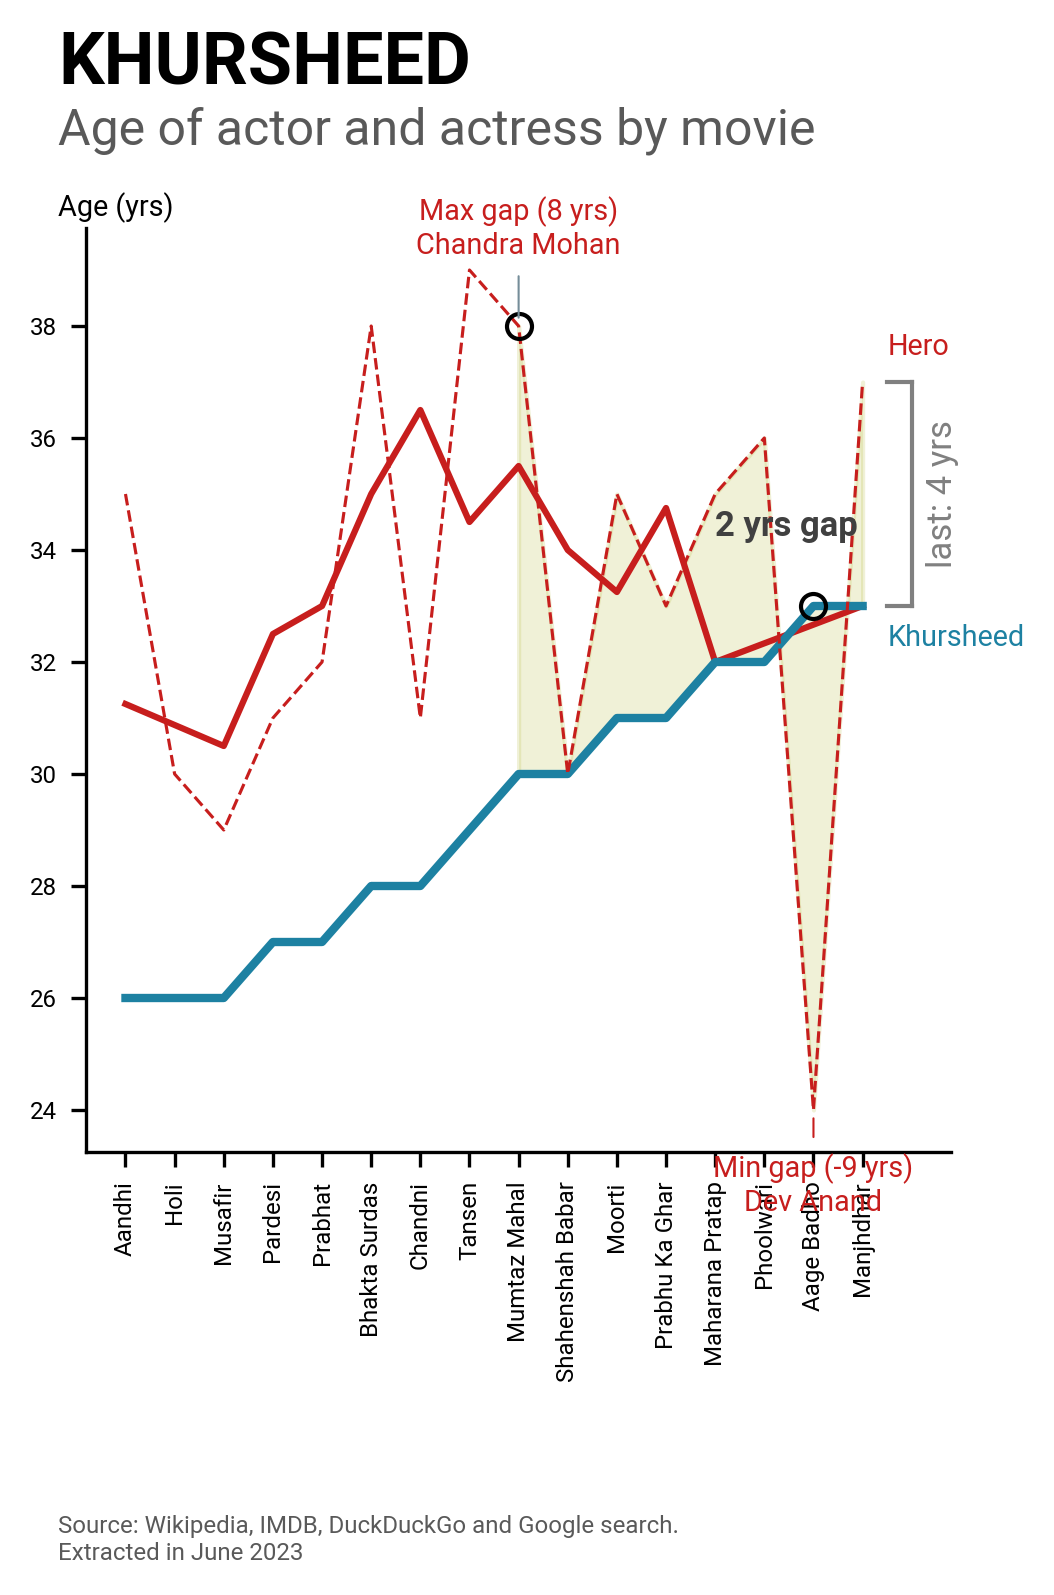 KHURSHEED
Age of actor and actress by movie
Age (yrs)
Max gap (8 yrs)
Chandra Mohan
38
36
34
32
30
28
26
24
Hero
last: 4 yrs
2 yrs gap
Khursheed
Min gap (-9 yrs)
Dev Anand
Aandhi
Holi
Musafir
Pardesi
Prabhat
Bhakta Surdas
Chandni
Tansen
Mumtaz Mahal
Shahenshah Babar
Moorti
Prabhu Ka Ghar
Maharana Pratap
Phoolwari
Aage Badho
Manjhdhar
Source: Wikipedia, IMDB, DuckDuckGo and Google search.
Extracted in June 2023